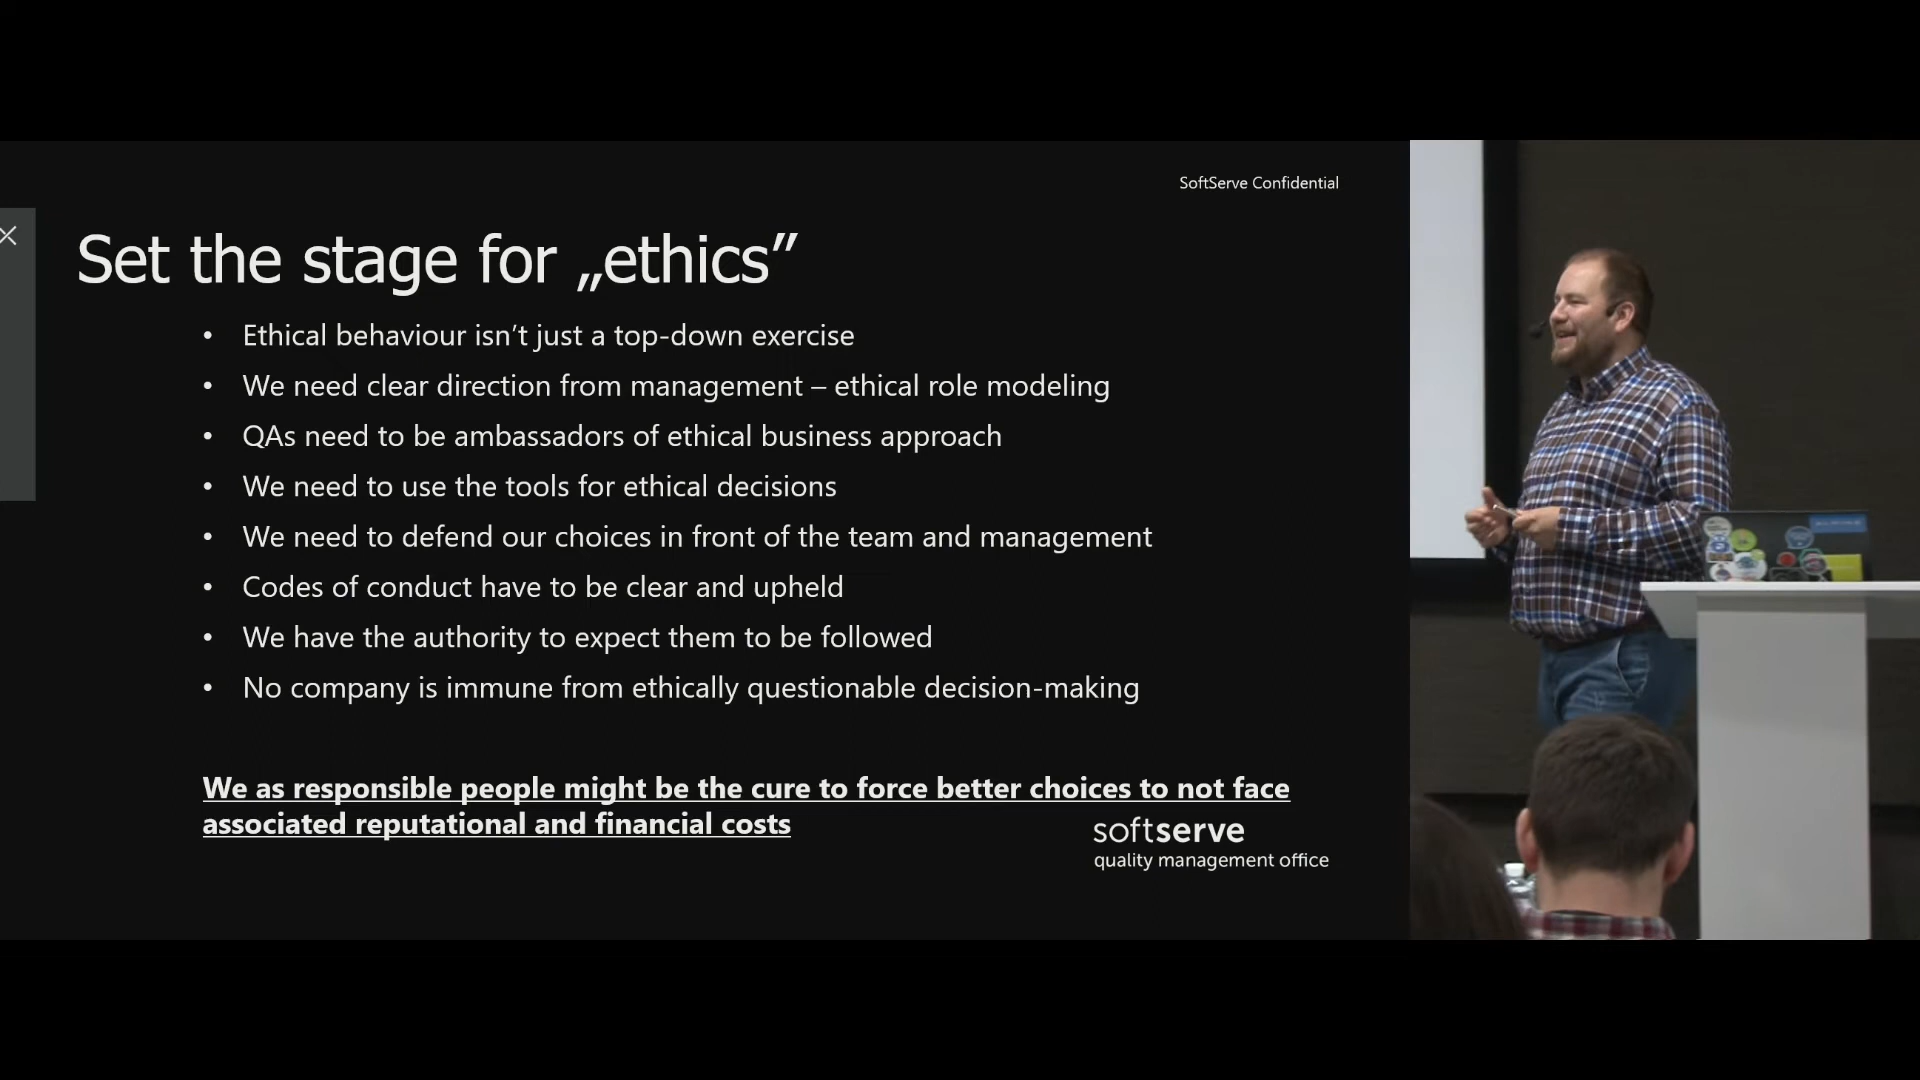 SoftServe Confidential
Set the stage for „ethics”
• Ethical behaviour isn’t just a top-down exercise
• We need clear direction from management – ethical role modeling
• QAs need to be ambassadors of ethical business approach
• We need to use the tools for ethical decisions
• We need to defend our choices in front of the team and management
• Codes of conduct have to be clear and upheld
• We have the authority to expect them to be followed
• No company is immune from ethically questionable decision-making
We as responsible people might be the cure to force better choices to not face
associated reputational and financial costs
softserve
quality management office